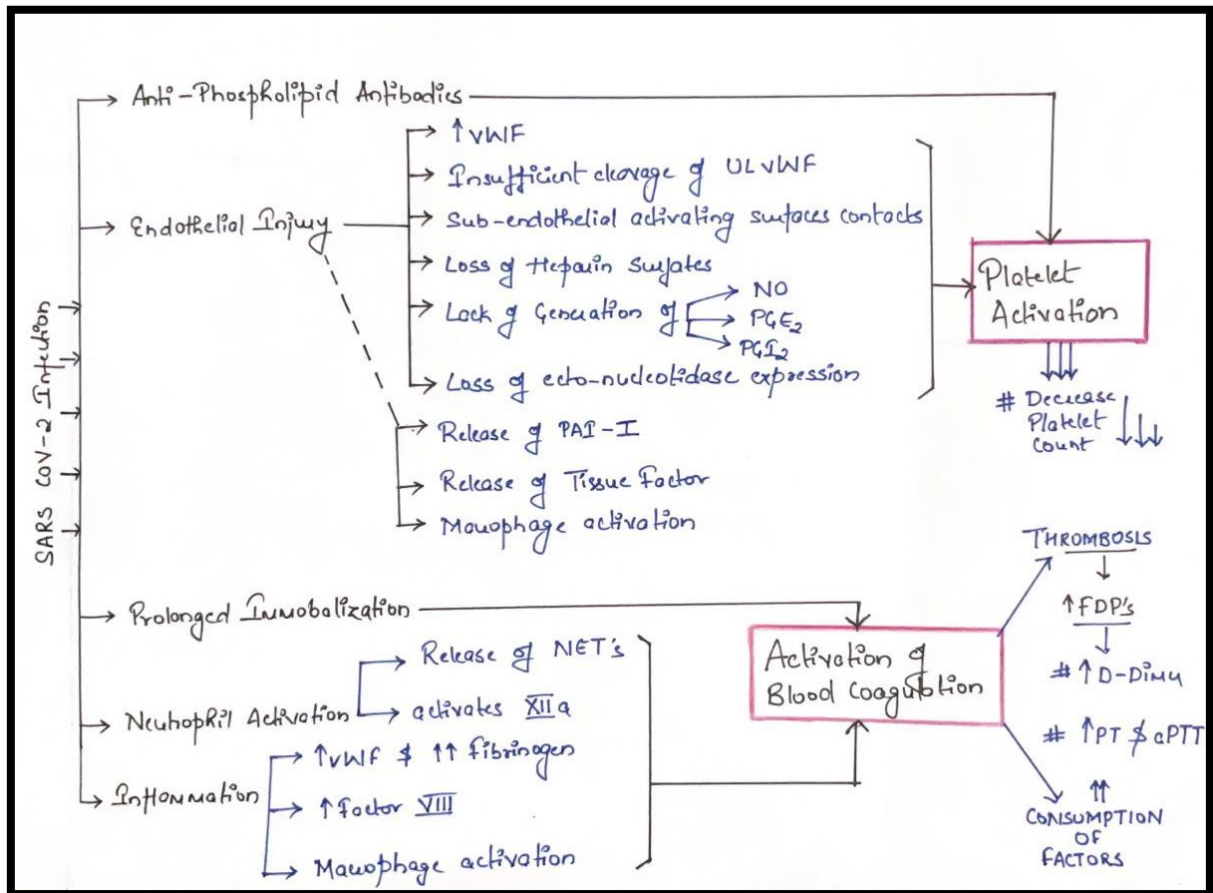 Anti-Phospholipid Antibodies
↑ VWF
Insufficient clevage of ULVWF
Endothelial Injury
Sub-endothelial activating surfaces contacts
Loss of Heparin Sulfates
Lack of Generation of
NO
PGE2
PGI2
Loss of ecto-nucleotidase expression
Platelet
Activation
# Decrease
Platelet
Count
SARS COV-2 Infection
Release of PAI-I
Release of Tissue Factor
Macrophage activation
Prolonged Immobalization
Release of NET's
Neutrophil Activation
activates XIIa
↑VWF & ↑↑ Fibrinogen
Inflammation
↑ Factor VIII
Macrophage activation
Activation of
Blood Coagulation
THROMBOSIS
↑FDP's
# ↑D-Dimer
# ↑PT & aPTT
↑↑
CONSUMPTION
OF
FACTORS